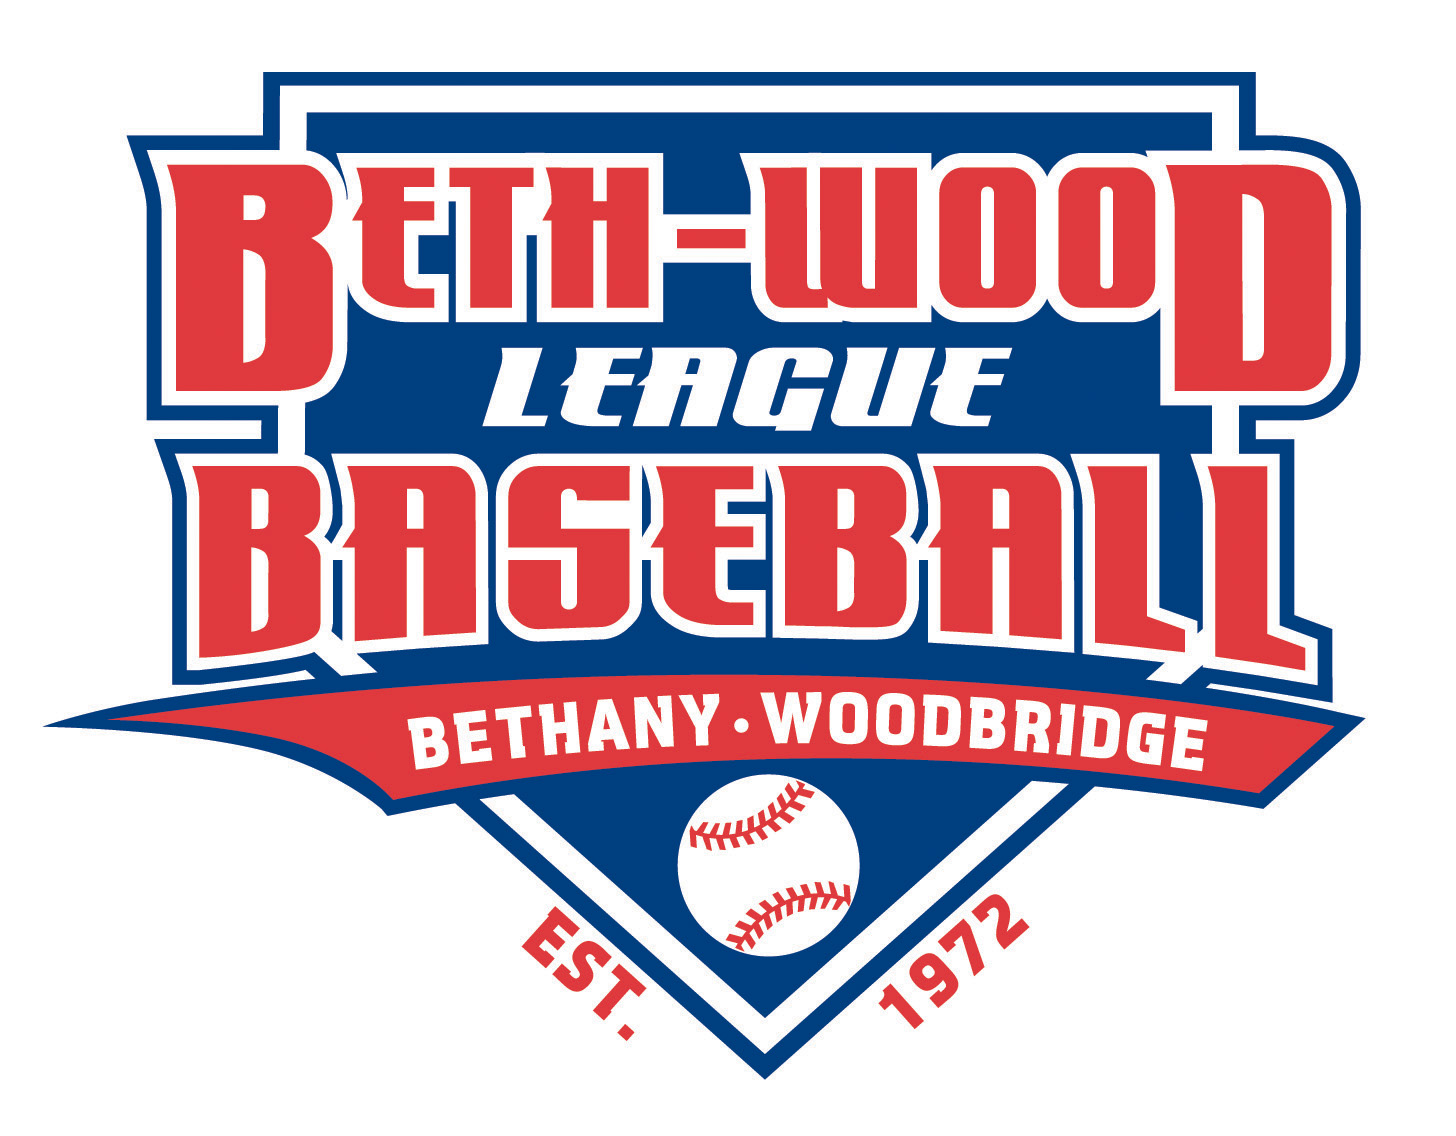 BETH-WOOD
LEAGUE
BASEBALL
BETHANY · WOODBRIDGE
EST. 1972